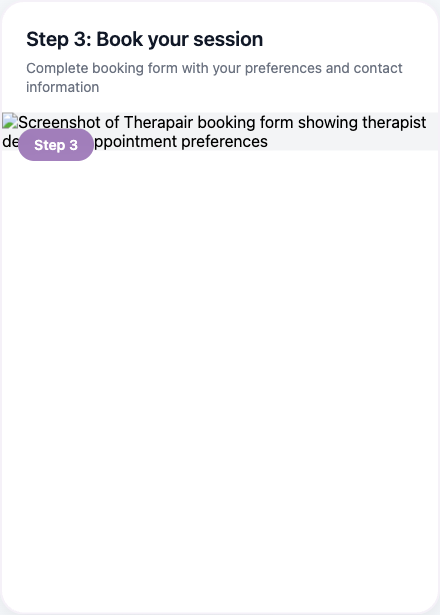 Step 3: Book your session
Complete booking form with your preferences and contact
information
Screenshot of Therapair booking form showing therapist
de
Step 3
ppointment preferences